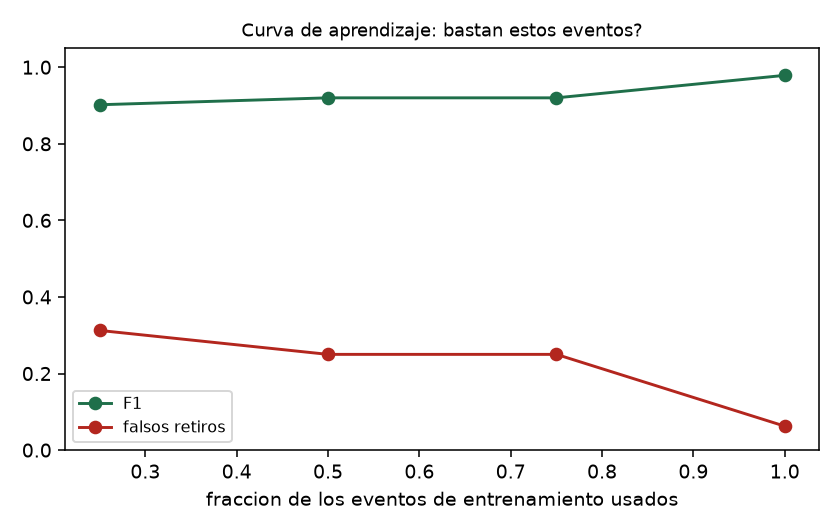 Curva de aprendizaje: bastan estos eventos?
1.0
0.8
0.6
0.4
0.2
0.0
F1
falsos retiros
0.3 0.4 0.5 0.6 0.7 0.8 0.9 1.0
fraccion de los eventos de entrenamiento usados